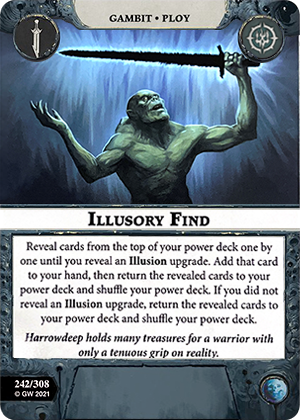 GAMBIT • PLOY
ILLUSORY FIND
Reveal cards from the top of your power deck one by
one until you reveal an Illusion upgrade. Add that card
to your hand, then return the revealed cards to your
power deck and shuffle your power deck. If you did not
reveal an Illusion upgrade, return the revealed cards to
your power deck and shuffle your power deck.
Harrowdeep holds many treasures for a warrior with
only a tenuous grip on reality.
242/308
© GW 2021